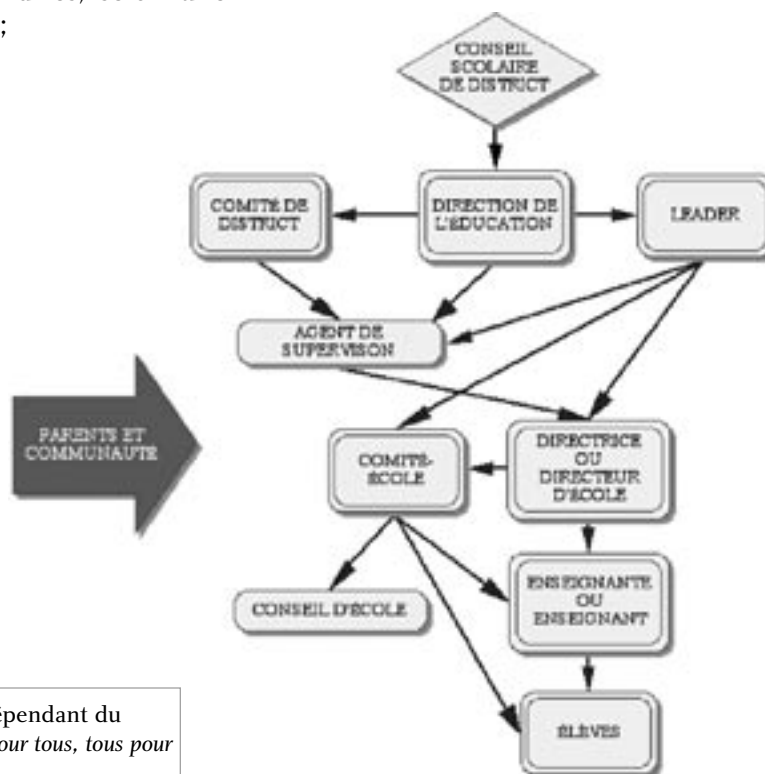 ;
CONSEIL
SCOLAIRE
DE DISTRICT
COMITÉ DE
DISTRICT
DIRECTION DE
L'ÉDUCATION
LEADER
AGENT DE
SUPERVISON
PARENTS ET
COMMUNAUTÉ
COMITÉ-
ÉCOLE
DIRECTRICE
OU
DIRECTEUR
D'ÉCOLE
CONSEIL D'ÉCOLE
ENSEIGNANTE
OU
ENSEIGNANT
ÉLÈVES
épendant du
our tous, tous pour